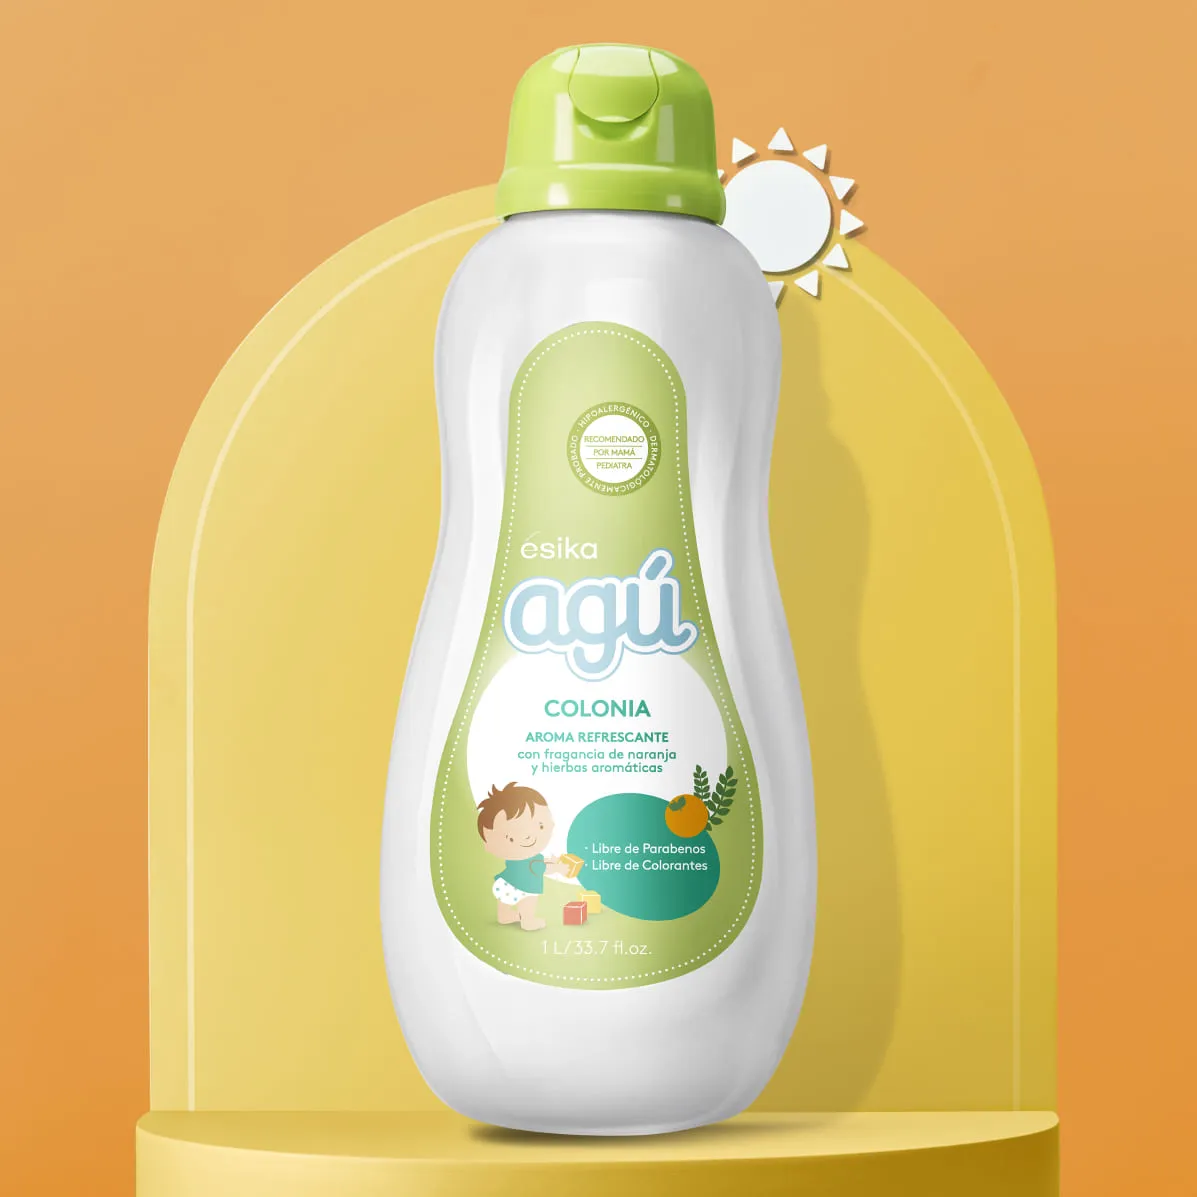 · HIPOALERGÉNICO · DERMATOLÓGICAMENTE PROBADO
RECOMENDADO
POR MAMÁ
PEDIATRA
ésika
agú
COLONIA
AROMA REFRESCANTE
con fragancia de naranja
y hierbas aromáticas
· Libre de Parabenos
· Libre de Colorantes
1 L/33.7 fl.oz.